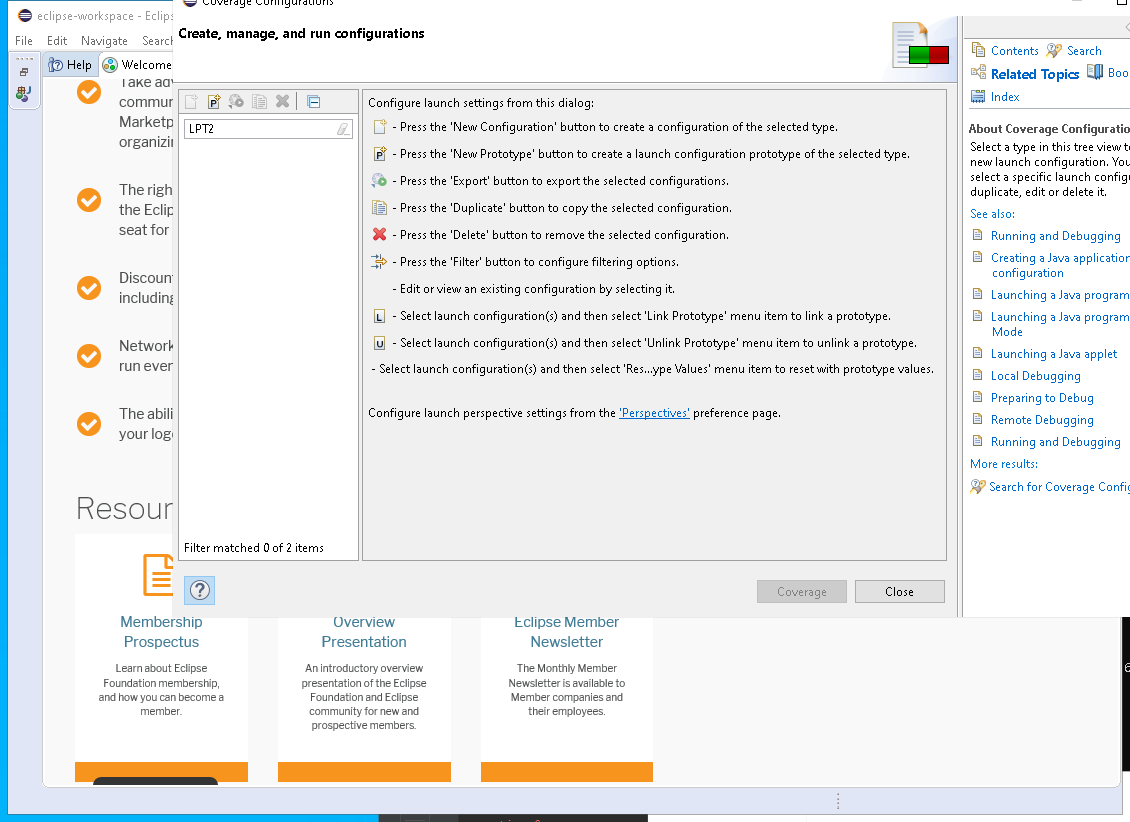 eclipse-workspace - Eclips
Coverage Configurations
File Edit Navigate Search
Create, manage, and run configurations
Help Welcome
Take adv
commun
Marketp
organizin
The righ
the Eclip
seat for
Discoun
including
Network
run even
The abili
your log
Resour
LPT2
Filter matched 0 of 2 items
Configure launch settings from this dialog:
- Press the 'New Configuration' button to create a configuration of the selected type.
- Press the 'New Prototype' button to create a launch configuration prototype of the selected type.
- Press the 'Export' button to export the selected configurations.
- Press the 'Duplicate' button to copy the selected configuration.
- Press the 'Delete' button to remove the selected configuration.
- Press the 'Filter' button to configure filtering options.
- Edit or view an existing configuration by selecting it.
L - Select launch configuration(s) and then select 'Link Prototype' menu item to link a prototype.
U - Select launch configuration(s) and then select 'Unlink Prototype' menu item to unlink a prototype.
- Select launch configuration(s) and then select 'Res...ype Values' menu item to reset with prototype values.
Configure launch perspective settings from the 'Perspectives' preference page.
Coverage Close
Contents Search
Related Topics Boo
Index
About Coverage Configuratio
Select a type in this tree view to
new launch configuration. You
select a specific launch configu
duplicate, edit or delete it.
See also:
Running and Debugging
Creating a Java application
configuration
Launching a Java program
Launching a Java program
Mode
Launching a Java applet
Local Debugging
Preparing to Debug
Remote Debugging
Running and Debugging
More results:
Search for Coverage Config
Membership
Prospectus
Learn about Eclipse
Foundation membership,
and how you can become a
member.
Overview
Presentation
An introductory overview
presentation of the Eclipse
Foundation and Eclipse
community for new and
prospective members.
Eclipse Member
Newsletter
The Monthly Member
Newsletter is available to
Member companies and
their employees.